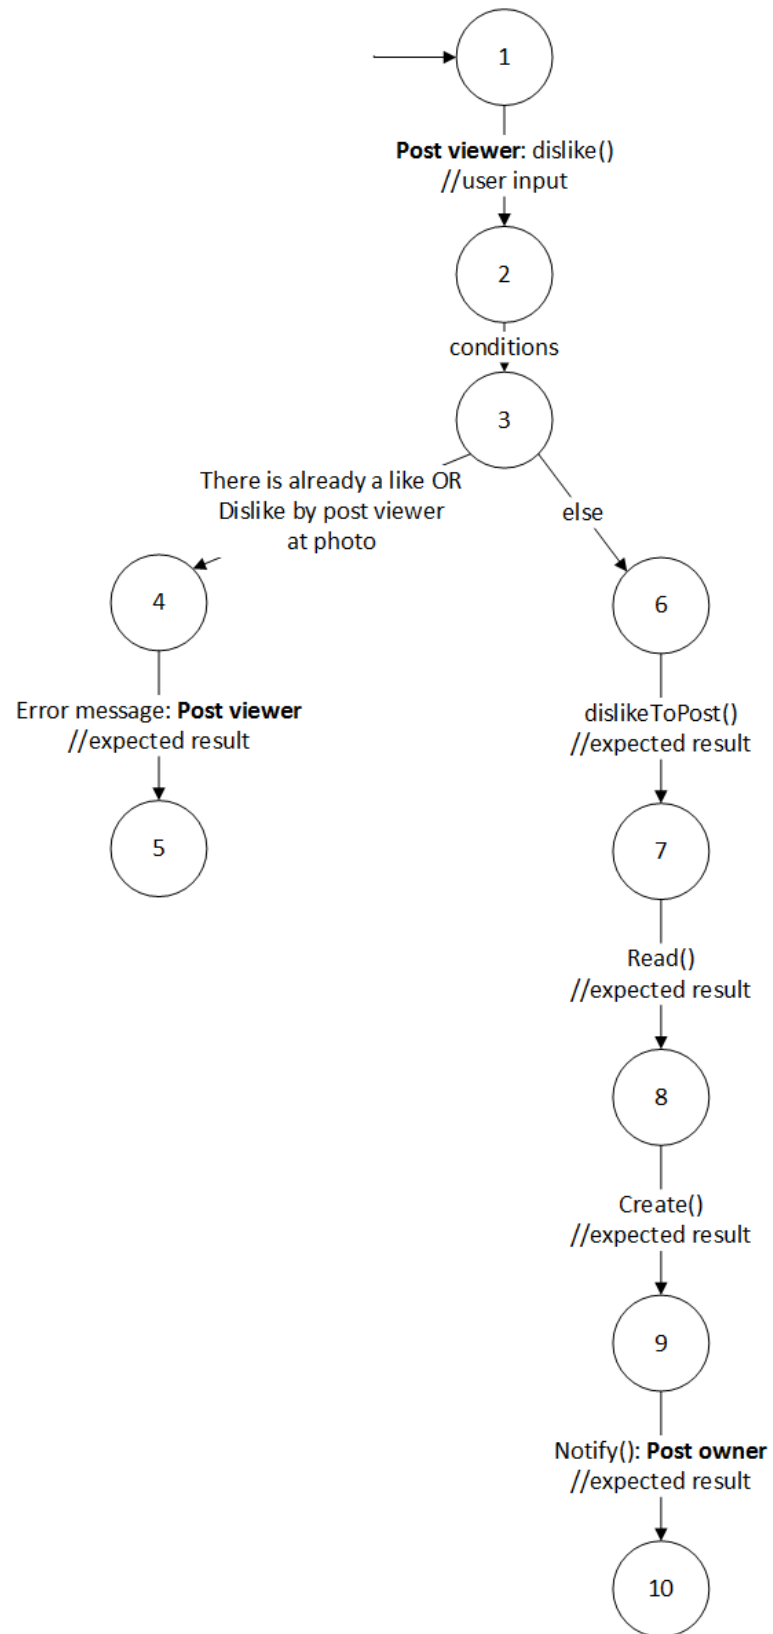 1
Post viewer: dislike()
//user input
2
conditions
3
There is already a like OR
Dislike by post viewer
at photo
else
4
6
Error message: Post viewer
//expected result
dislikeToPost()
//expected result
5
7
Read()
//expected result
8
Create()
//expected result
9
Notify(): Post owner
//expected result
10